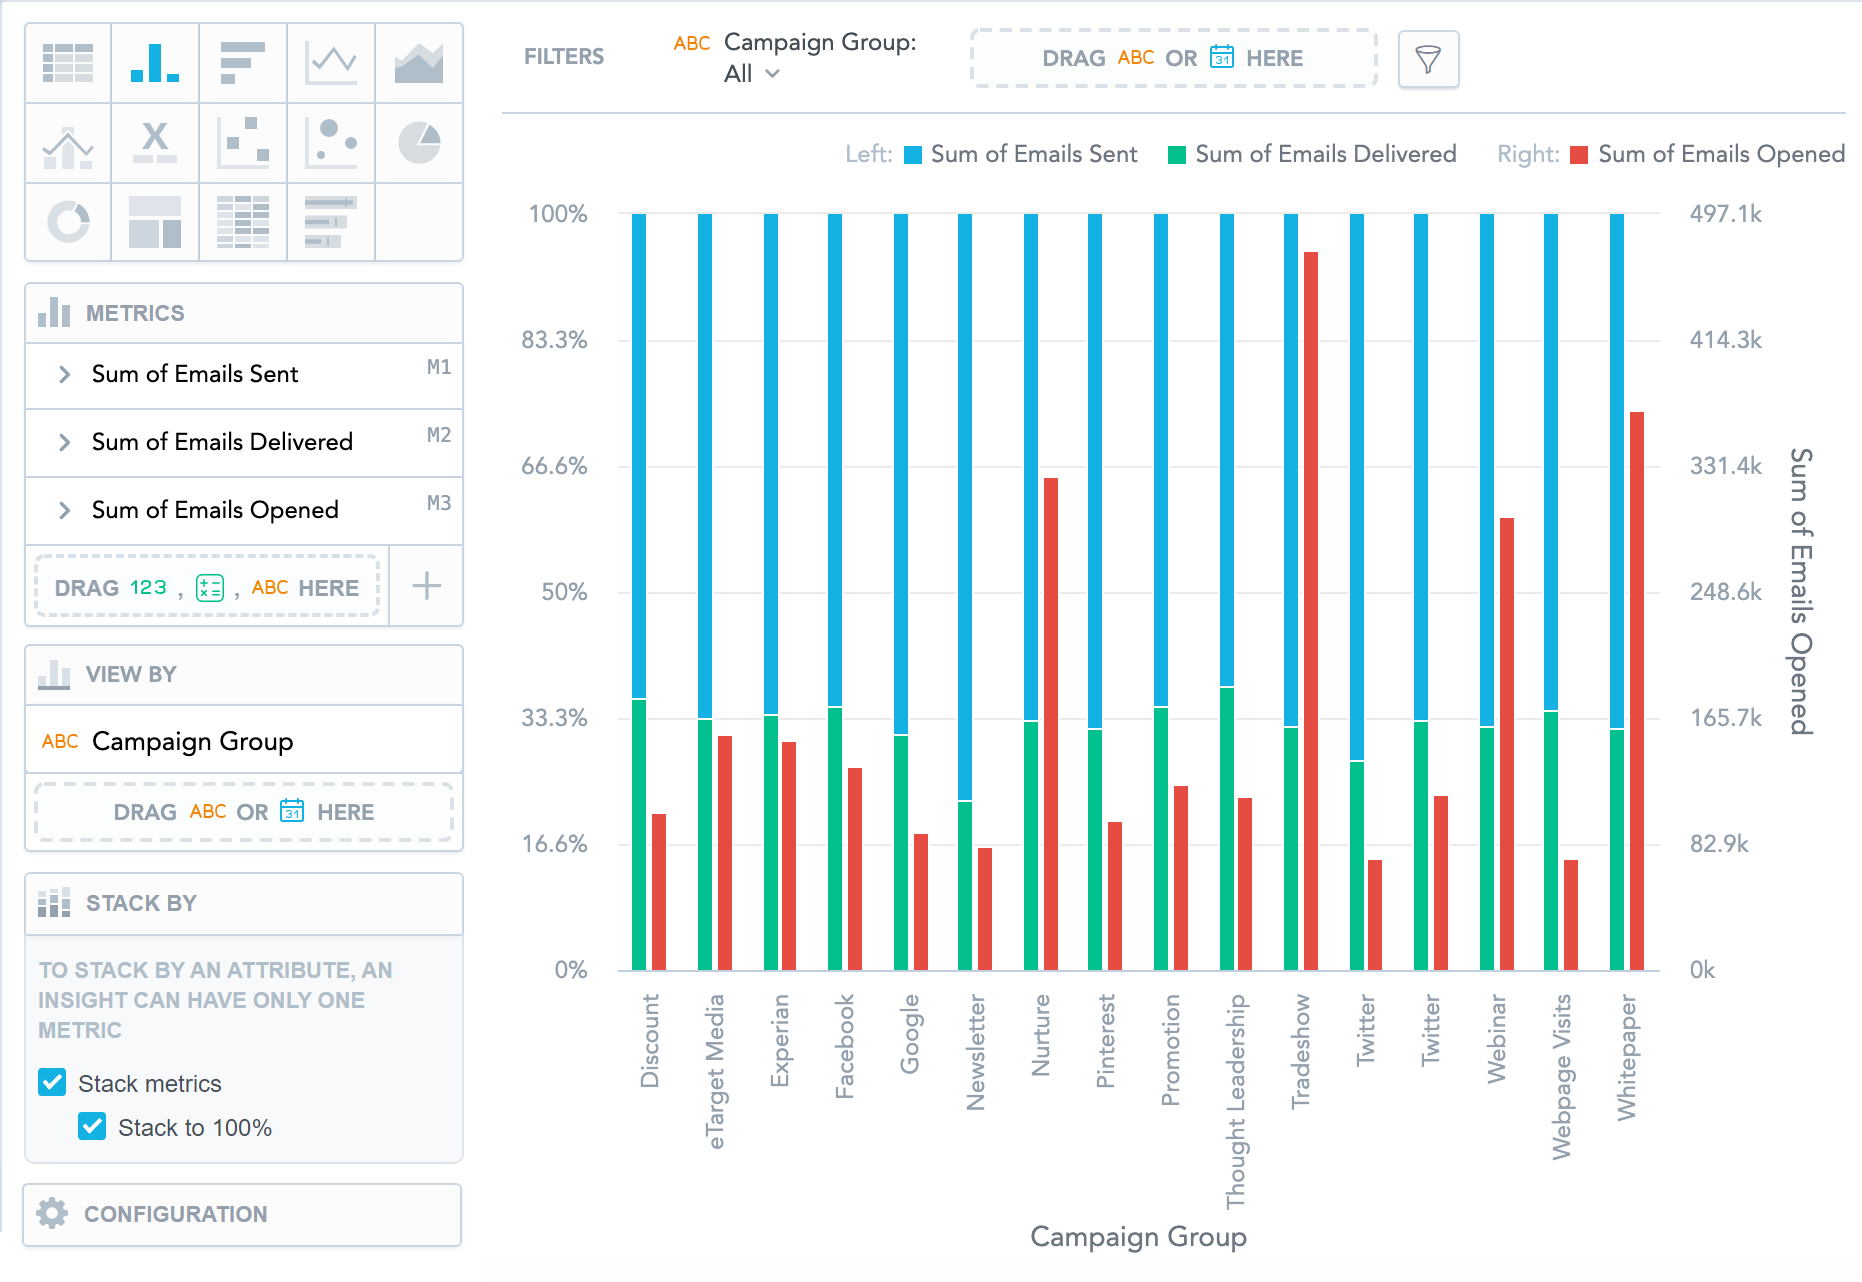 FILTERS
ABC Campaign Group:
All
DRAG ABC OR 31 HERE
Left: Sum of Emails Sent Sum of Emails Delivered Right: Sum of Emails Opened
METRICS
Sum of Emails Sent M1
Sum of Emails Delivered M2
Sum of Emails Opened M3
DRAG 123 , , ABC HERE
VIEW BY
ABC Campaign Group
DRAG ABC OR 31 HERE
STACK BY
TO STACK BY AN ATTRIBUTE, AN
INSIGHT CAN HAVE ONLY ONE
METRIC
Stack metrics
Stack to 100%
CONFIGURATION
100%
83.3%
66.6%
50%
33.3%
16.6%
0%
497.1k
414.3k
331.4k
248.6k
165.7k
82.9k
0k
Sum of Emails Opened
Discount
eTarget Media
Experian
Facebook
Google
Newsletter
Nurture
Pinterest
Promotion
Thought Leadership
Tradeshow
Twitter
Twitter
Webinar
Webpage Visits
Whitepaper
Campaign Group